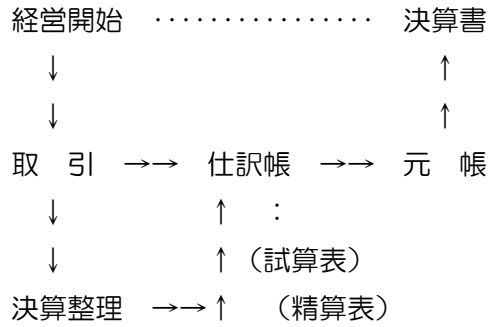 経営開始 ・・・・・・・・・・・・・・・・ 決算書
↓ ↑
↓ ↑
取 引 →→ 仕訳帳 →→ 元 帳
↓ ↑ :
↓ ↑ (試算表)
決算整理 →→↑ (精算表)